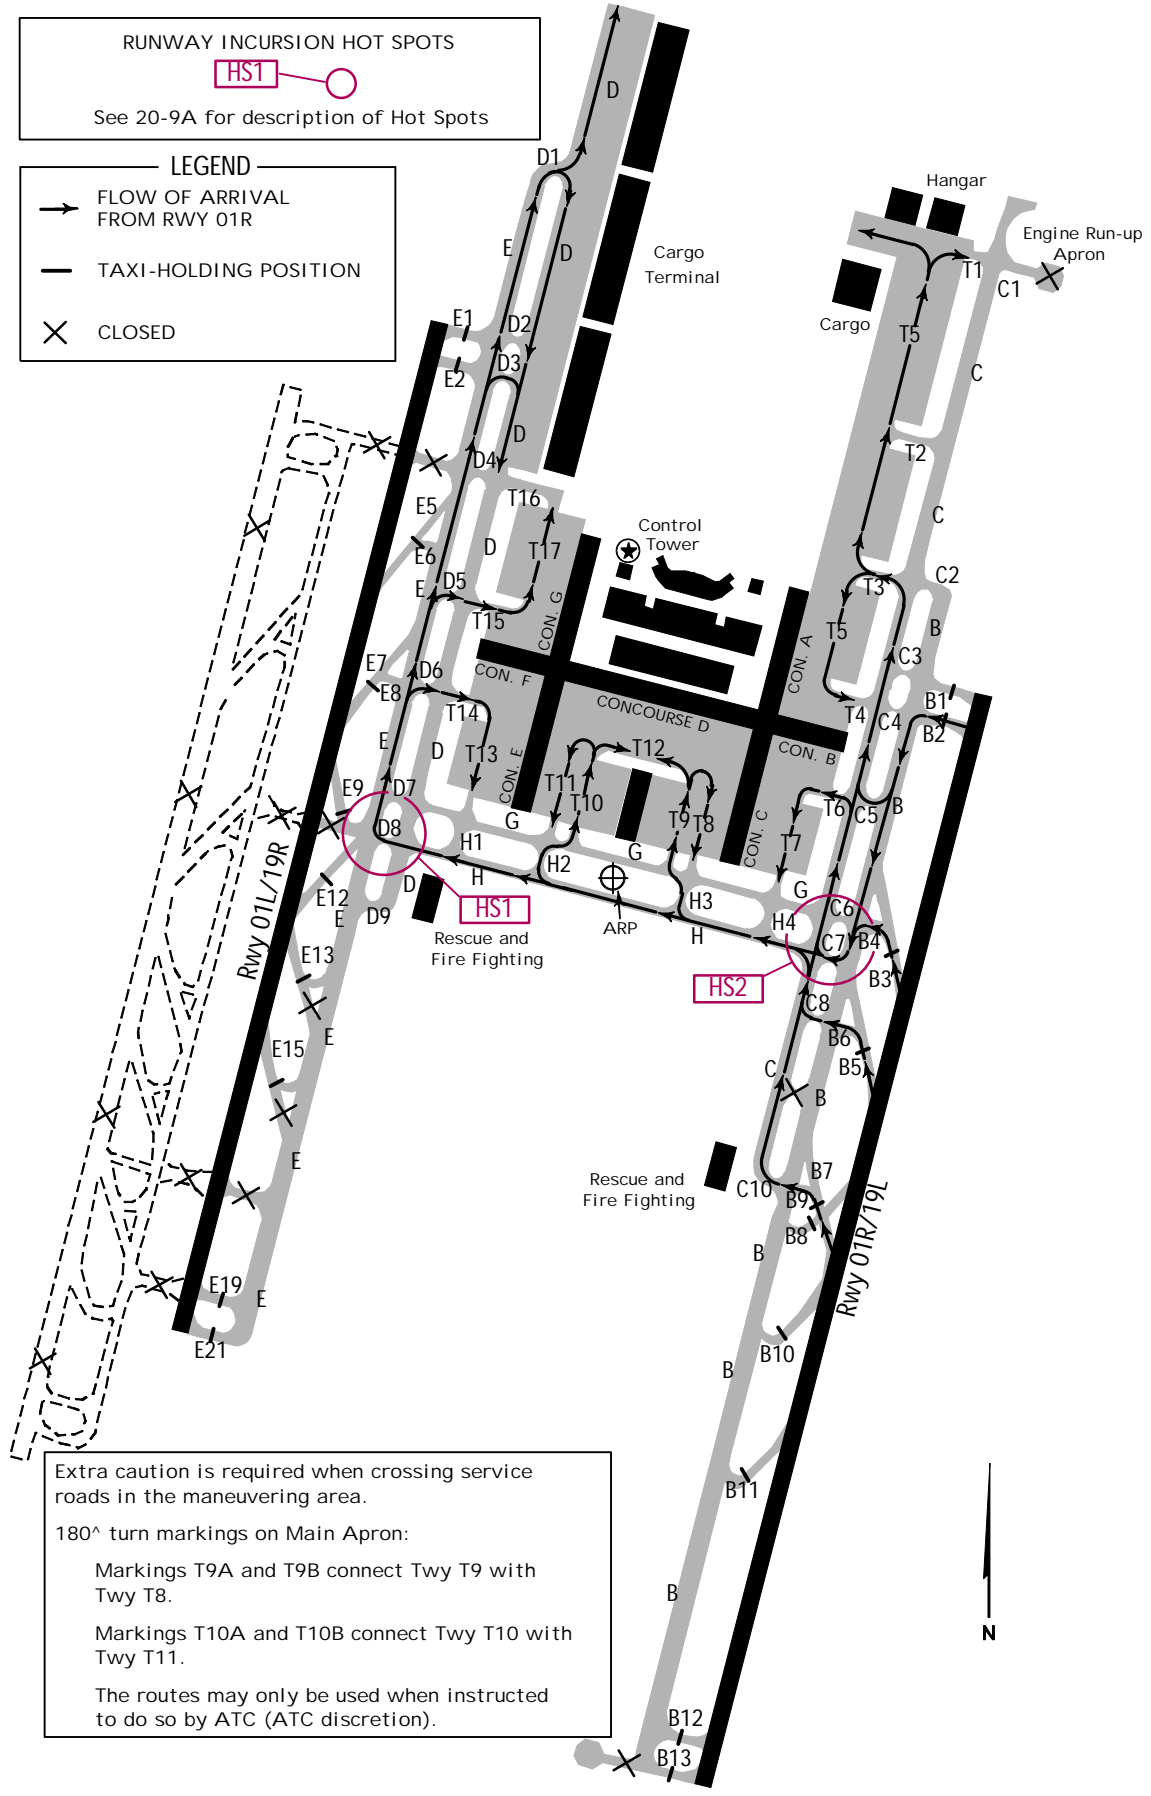 RUNWAY INCURSION HOT SPOTS
HS1
See 20-9A for description of Hot Spots
LEGEND
FLOW OF ARRIVAL
FROM RWY 01R
TAXI-HOLDING POSITION
CLOSED
D
D1
E
D
Cargo
Terminal
Hangar
Engine Run-up
Apron
T1
C1
Cargo
T5
C
E1
D2
D3
E2
D
D4
T2
T16
C
E5
Control
Tower
D
T17
E6
E
D5
T15
CON. G
C2
T3
B
T5
E7
D6
E8
CON. F
CON. A
C3
B1
T14
CONCOURSE D
T4
C4
B2
E
D
T13
T12
CON. B
CON. E
E9
D7
T11
T10
T6
C5
B
D8
G
T9
T8
CON. C
T7
H1
G
H2
H
G
E12
D
H3
C6
E
D9
HS1
ARP
H
H4
C7
B4
Rescue and
Fire Fighting
E13
HS2
B3
C8
E
B6
E15
B5
C
B
Rwy 01L/19R
E
Rescue and
Fire Fighting
B7
C10
B9
B8
B
Rwy 01R/19L
E19
E
E21
B10
B
B11
B
Extra caution is required when crossing service
roads in the maneuvering area.
180^ turn markings on Main Apron:
Markings T9A and T9B connect Twy T9 with
Twy T8.
Markings T10A and T10B connect Twy T10 with
Twy T11.
The routes may only be used when instructed
to do so by ATC (ATC discretion).
N
B12
B13